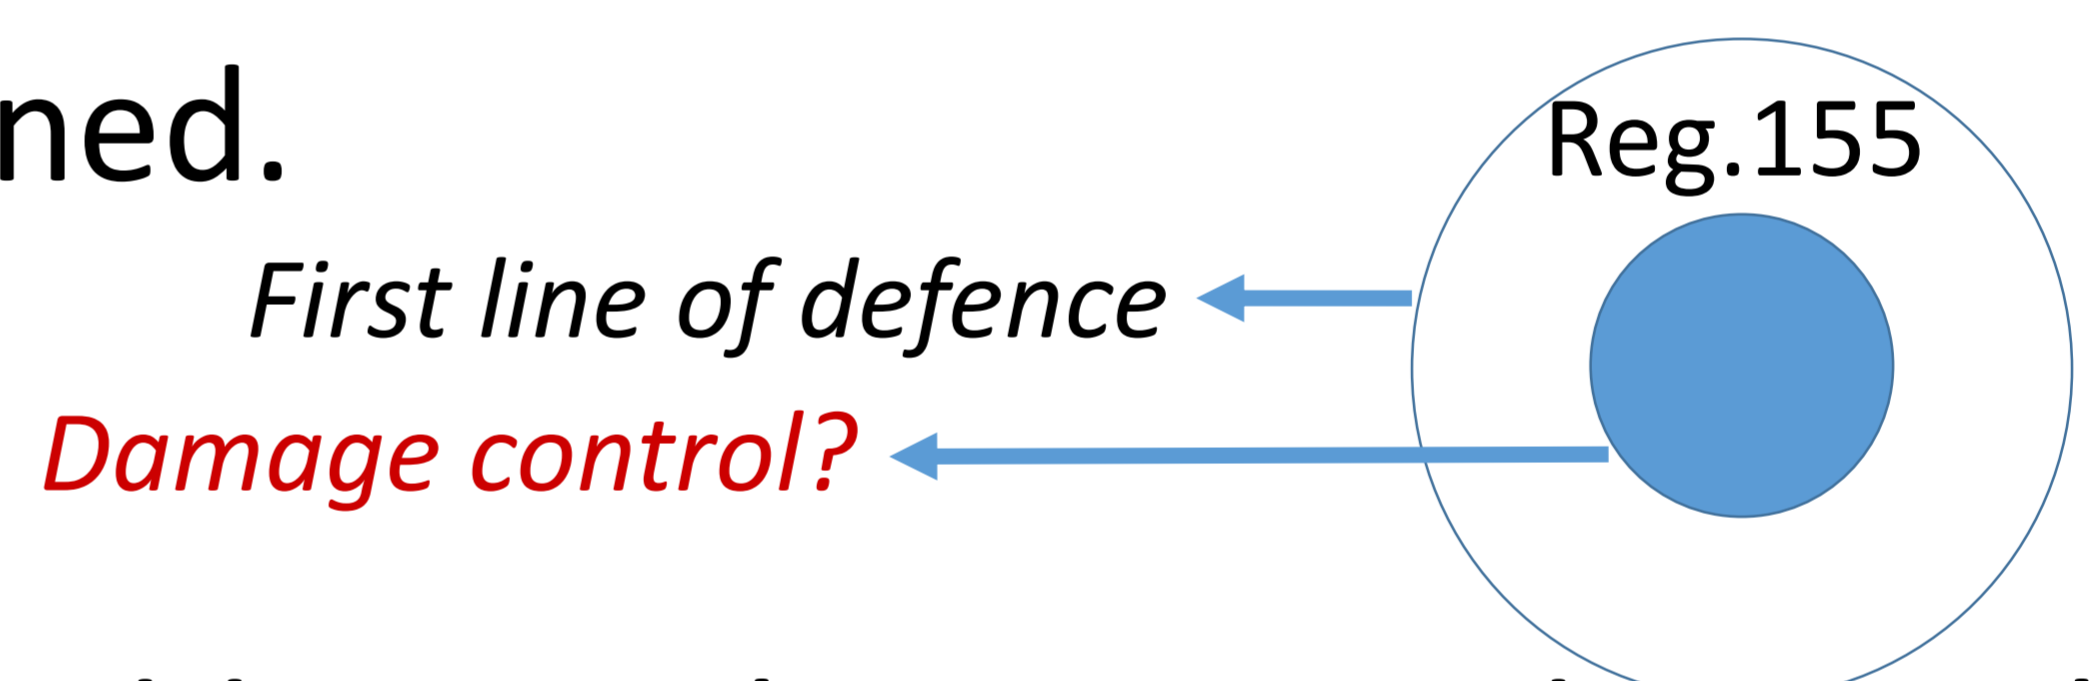 ned.
Reg.155
First line of defence
Damage control?